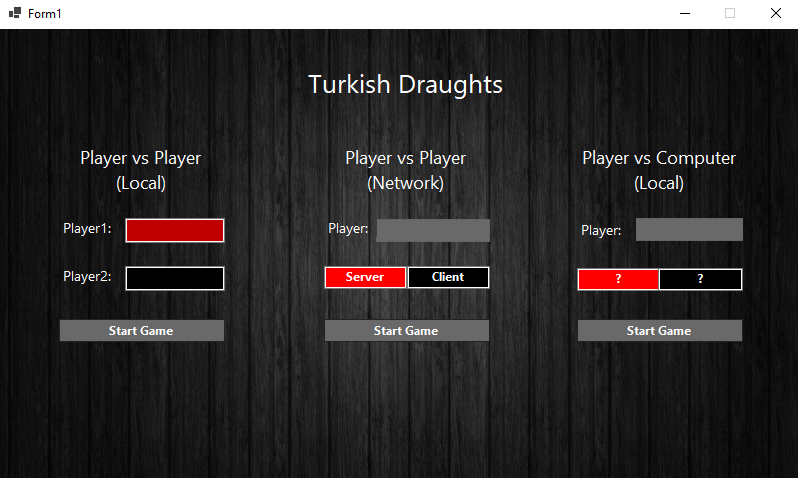 Form1
Turkish Draughts
Player vs Player
(Local)
Player1:
Player2:
Start Game
Player vs Player
(Network)
Player:
Server Client
Start Game
Player vs Computer
(Local)
Player:
? ?
Start Game